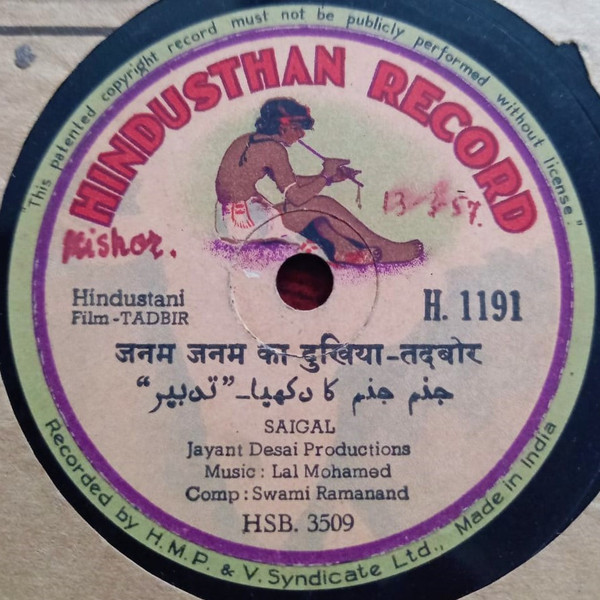 "This patented copyright record must not be publicly performed without license."
HINDUSTHAN RECORD
Kishor.
13-3-57.
Hindustani
Film-TADBIR
H. 1191
जनम जनम का दुखिया-तदबीर
جنم جنم کا دکھیا-"تدبیر"
SAIGAL
Jayant Desai Productions
Music: Lal Mohamed
Comp: Swami Ramanand
HSB. 3509
Recorded by H.M.P. & V. Syndicate Ltd., Made in India